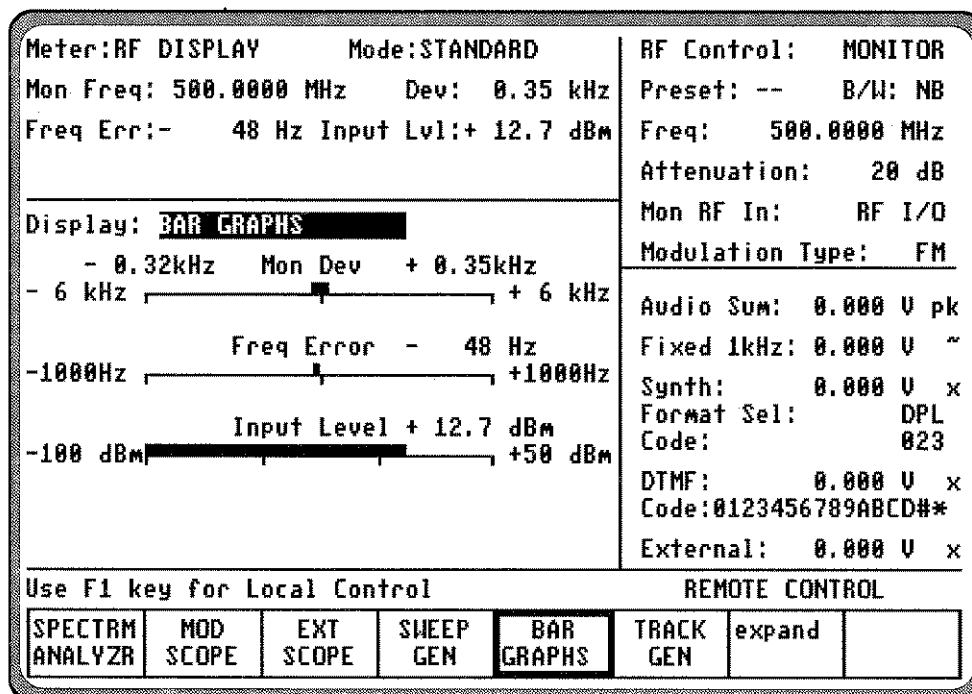 Meter:RF DISPLAY Mode:STANDARD
Mon Freq: 500.0000 MHz Dev: 0.35 kHz
Freq Err:- 48 Hz Input Lvl:+ 12.7 dBm
Display: BAR GRAPHS
- 0.32kHz Mon Dev + 0.35kHz
- 6 kHz + 6 kHz
Freq Error - 48 Hz
-1000Hz +1000Hz
Input Level + 12.7 dBm
-100 dBm +50 dBm
RF Control: MONITOR
Preset: -- B/W: NB
Freq: 500.0000 MHz
Attenuation: 20 dB
Mon RF In: RF I/O
Modulation Type: FM
Audio Sum: 0.000 V pk
Fixed 1kHz: 0.000 V ~
Synth: 0.000 V x
Format Sel: DPL
Code: 023
DTMF: 0.000 V x
Code:0123456789ABCD#*
External: 0.000 V x
Use F1 key for Local Control REMOTE CONTROL
SPECTRM ANALYZR
MOD SCOPE
EXT SCOPE
SWEEP GEN
BAR GRAPHS
TRACK GEN
expand